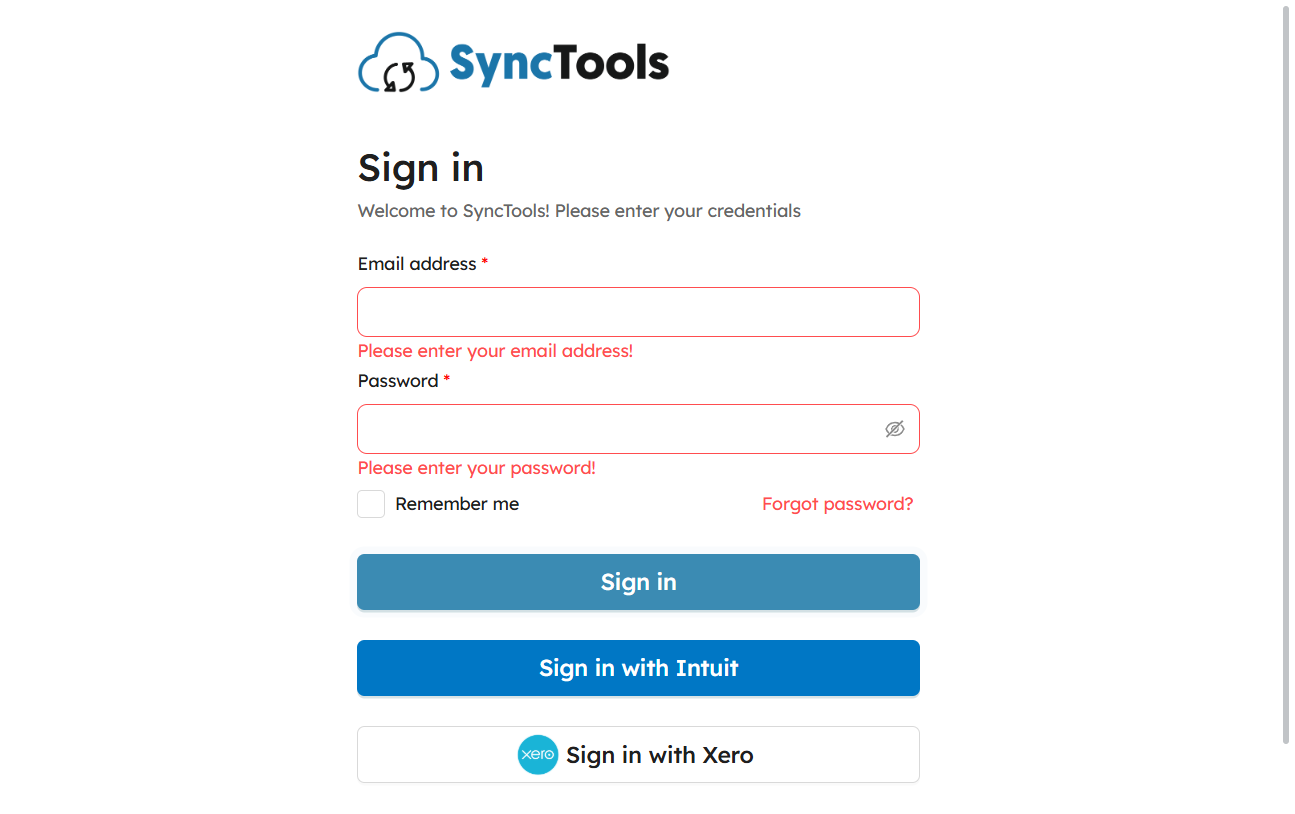 SyncTools
Sign in
Welcome to SyncTools! Please enter your credentials
Email address *
Please enter your email address!
Password *
Please enter your password!
Remember me
Forgot password?
Sign in
Sign in with Intuit
xero Sign in with Xero